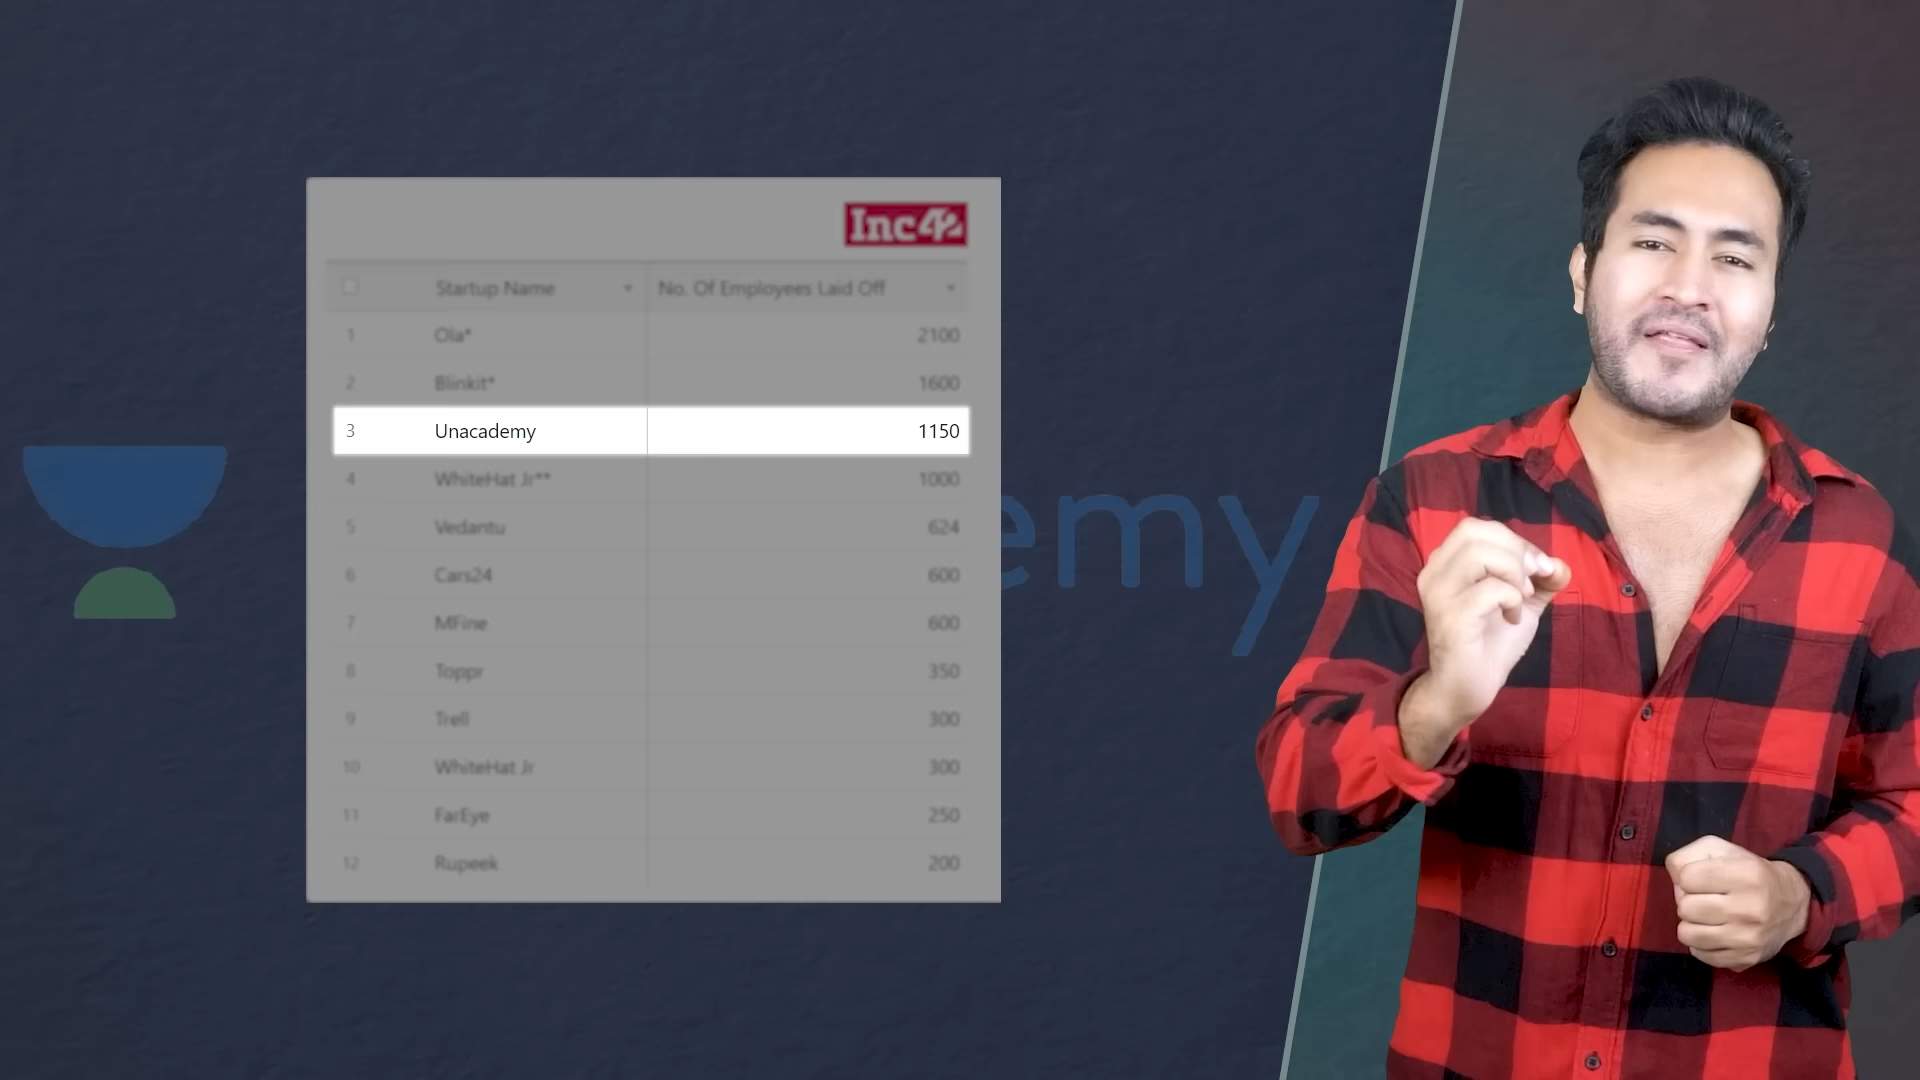 Inc42
Startup Name No. Of Employees Laid Off
1 Ola* 2100
2 Blinkit* 1600
3 Unacademy 1150
4 WhiteHat Jr** 1000
5 Vedantu 624
6 Cars24 600
7 MFine 600
8 Toppr 350
9 Trell 300
10 WhiteHat Jr 300
11 FarEye 250
12 Rupeek 200
emy